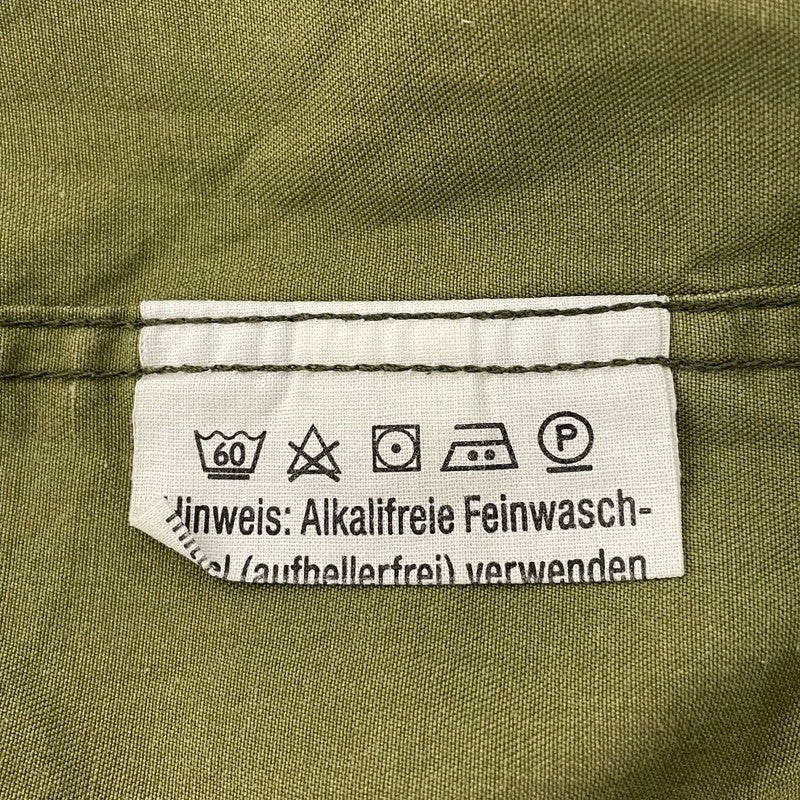 60 P
Hinweis: Alkalifreie Feinwasch-
(aufhellerfrei) verwenden